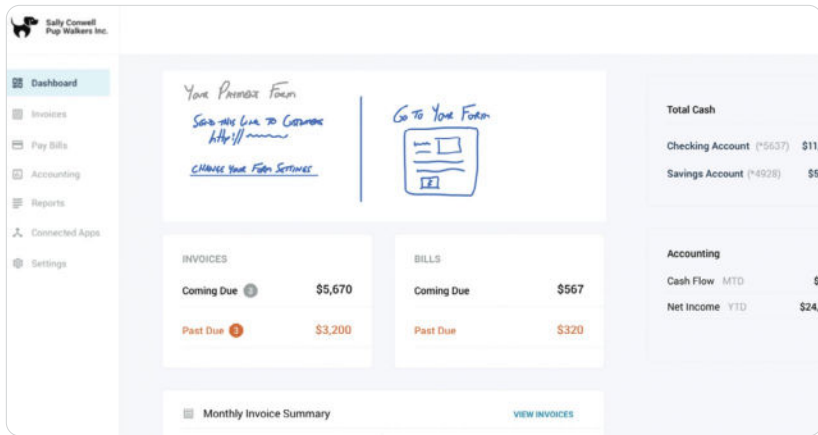 Sally Conwell
Pup Walkers Inc.
Dashboard
Invoices
Pay Bills
Accounting
Reports
Connected Apps
Settings
Your Payment Form
Send this Link to Customers
http://
Change Your Form Settings
Go To Your Form
INVOICES
Coming Due 3 $5,670
Past Due 3 $3,200
BILLS
Coming Due $567
Past Due $320
Monthly Invoice Summary VIEW INVOICES
Total Cash
Checking Account (*5637) $11,
Savings Account (*4928) $5
Accounting
Cash Flow MTD $
Net Income YTD $24,